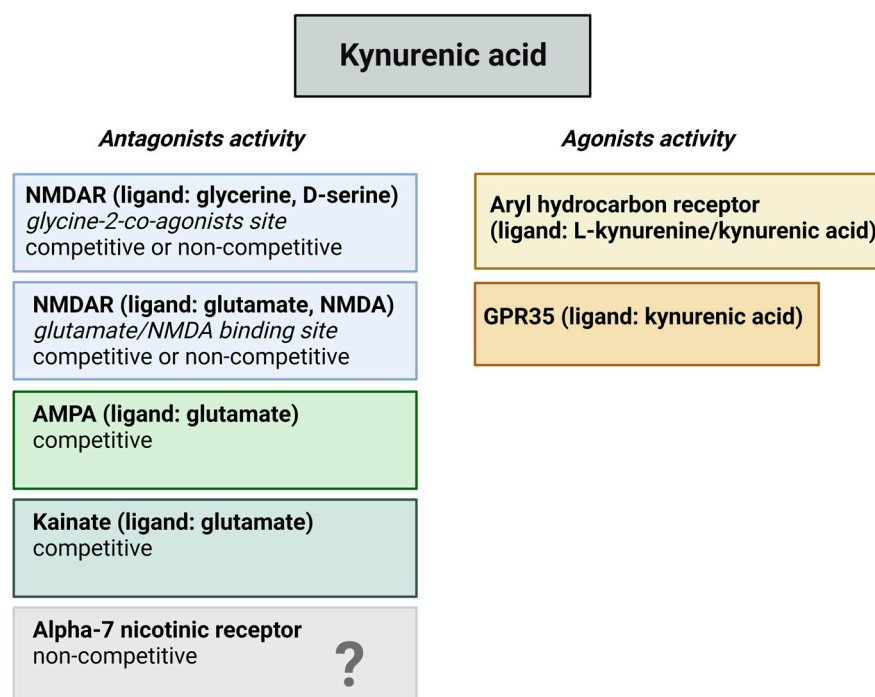 Kynurenic acid
Antagonists activity
NMDAR (ligand: glycerine, D-serine)
glycine-2-co-agonists site
competitive or non-competitive
NMDAR (ligand: glutamate, NMDA)
glutamate/NMDA binding site
competitive or non-competitive
AMPA (ligand: glutamate)
competitive
Kainate (ligand: glutamate)
competitive
Alpha-7 nicotinic receptor
non-competitive
?
Agonists activity
Aryl hydrocarbon receptor
(ligand: L-kynurenine/kynurenic acid)
GPR35 (ligand: kynurenic acid)